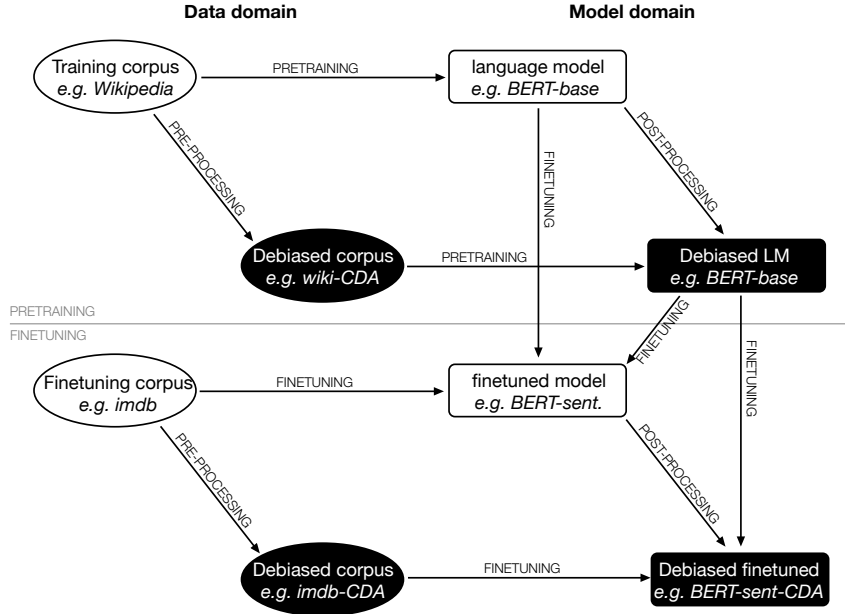 Data domain
Model domain
Training corpus
e.g. Wikipedia
PRETRAINING
language model
e.g. BERT-base
PRE-PROCESSING
FINETUNING
POST-PROCESSING
Debiased corpus
e.g. wiki-CDA
PRETRAINING
Debiased LM
e.g. BERT-base
PRETRAINING
FINETUNING
FINETUNING
FINETUNING
Finetuning corpus
e.g. imdb
FINETUNING
finetuned model
e.g. BERT-sent.
PRE-PROCESSING
POST-PROCESSING
Debiased corpus
e.g. imdb-CDA
FINETUNING
Debiased finetuned
e.g. BERT-sent-CDA